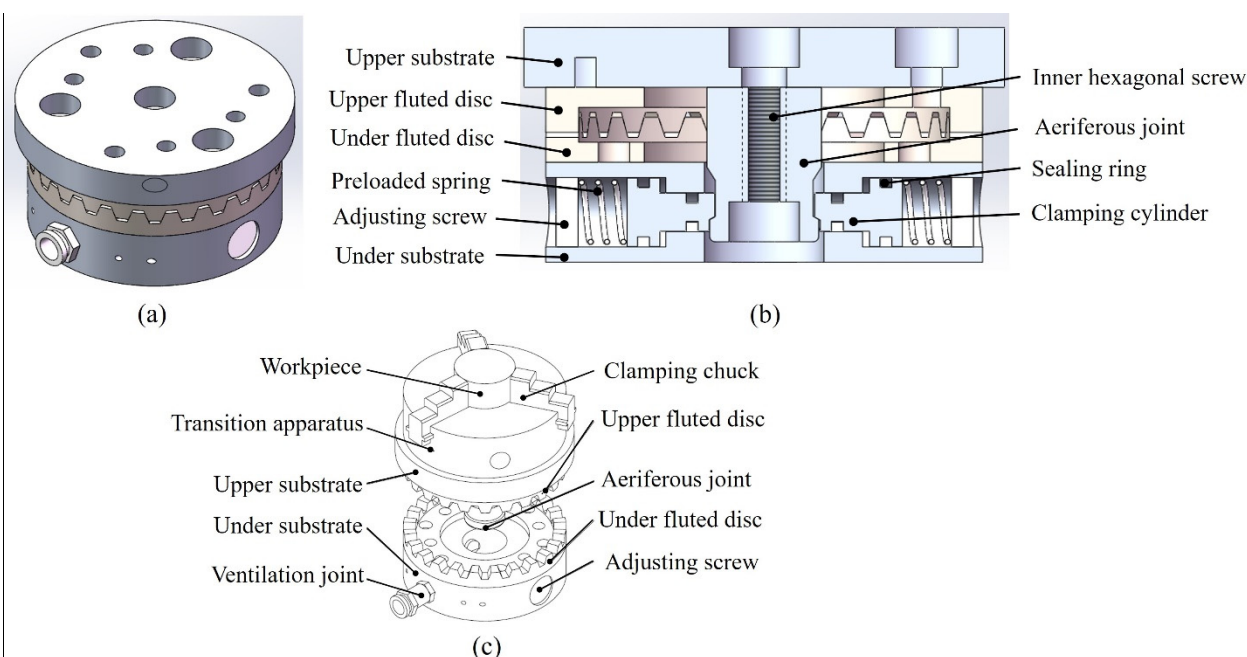 Upper substrate
Upper fluted disc
Under fluted disc
Preloaded spring
Adjusting screw
Under substrate
Inner hexagonal screw
Aeriferous joint
Sealing ring
Clamping cylinder
(a)
(b)
Workpiece
Transition apparatus
Upper substrate
Under substrate
Ventilation joint
Clamping chuck
Upper fluted disc
Aeriferous joint
Under fluted disc
Adjusting screw
(c)